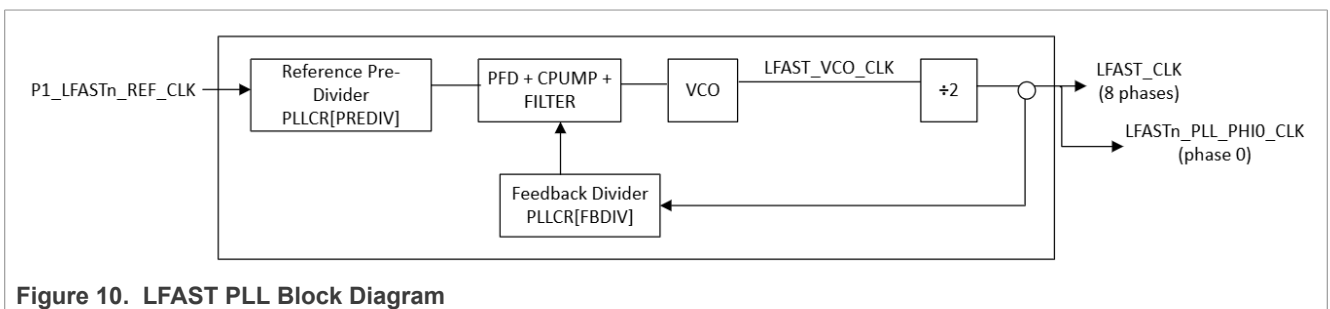 P1_LFASTn_REF_CLK
Reference Pre-
Divider
PLLCR[PREDIV]
PFD + CPUMP +
FILTER
VCO
LFAST_VCO_CLK
÷2
LFAST_CLK
(8 phases)
LFASTn_PLL_PHI0_CLK
(phase 0)
Feedback Divider
PLLCR[FBDIV]
Figure 10. LFAST PLL Block Diagram